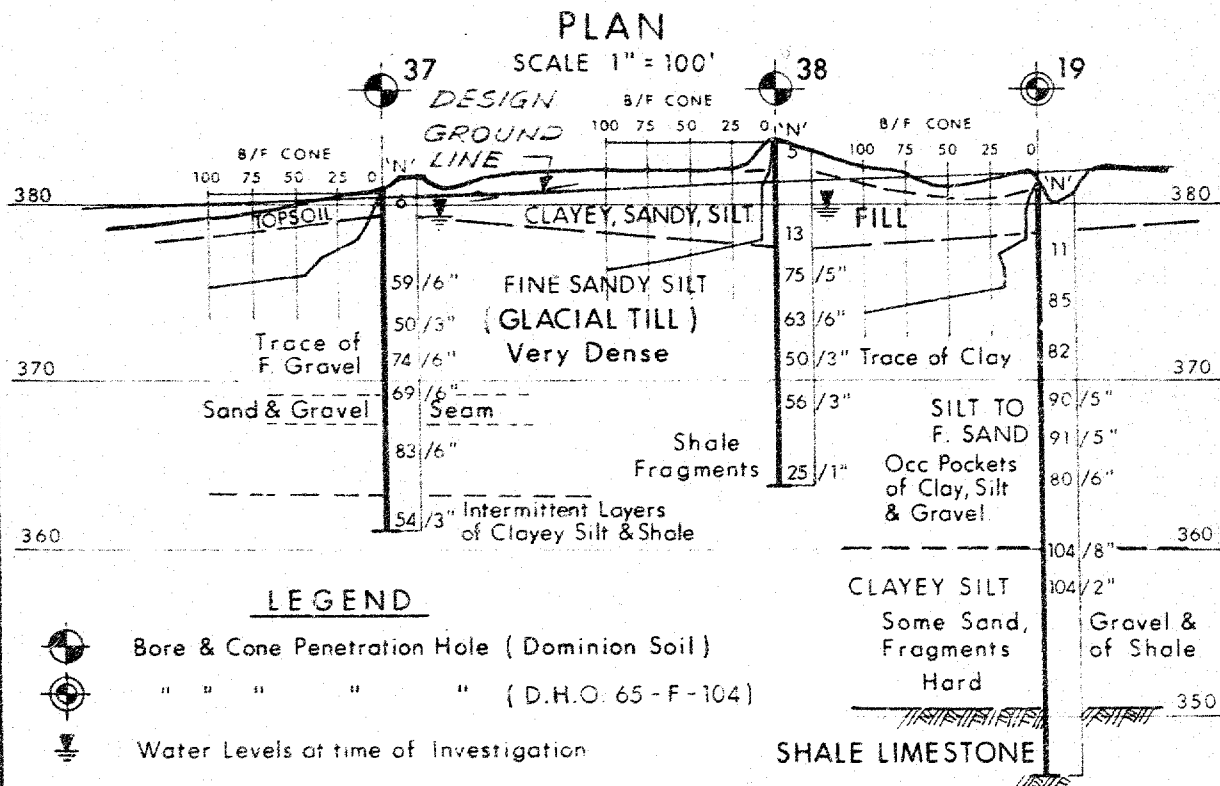 PLAN
SCALE 1" = 100'
37
38
19
DESIGN
GROUND
LINE
B/F CONE
100 75 50 25 0 'N'
B/F CONE
100 75 50 25 0 'N'
B/F CONE
100 75 50 25 0 'N'
380
TOPSOIL
6
CLAYEY, SANDY, SILT
5
FILL
380
13
11
59/6"
FINE SANDY SILT
75/5"
85
50/3"
(GLACIAL TILL)
63/6"
Trace of
F. Gravel
74/6"
Very Dense
50/3"
Trace of Clay
82
370
370
69/6"
Sand & Gravel Seam
56/3"
SILT TO
F. SAND
90/5"
91/5"
83/6"
Shale
Fragments
25/1"
Occ Pockets
of Clay, Silt
& Gravel
80/6"
54/3"
Intermittent Layers
of Clayey Silt & Shale
360
104/8"
360
CLAYEY SILT
104/2"
Some Sand, Gravel &
Fragments of Shale
Hard
350
SHALE LIMESTONE
LEGEND
Bore & Cone Penetration Hole ( Dominion Soil )
" " " " " ( D.H.O. 65-F-104)
Water Levels at time of Investigation